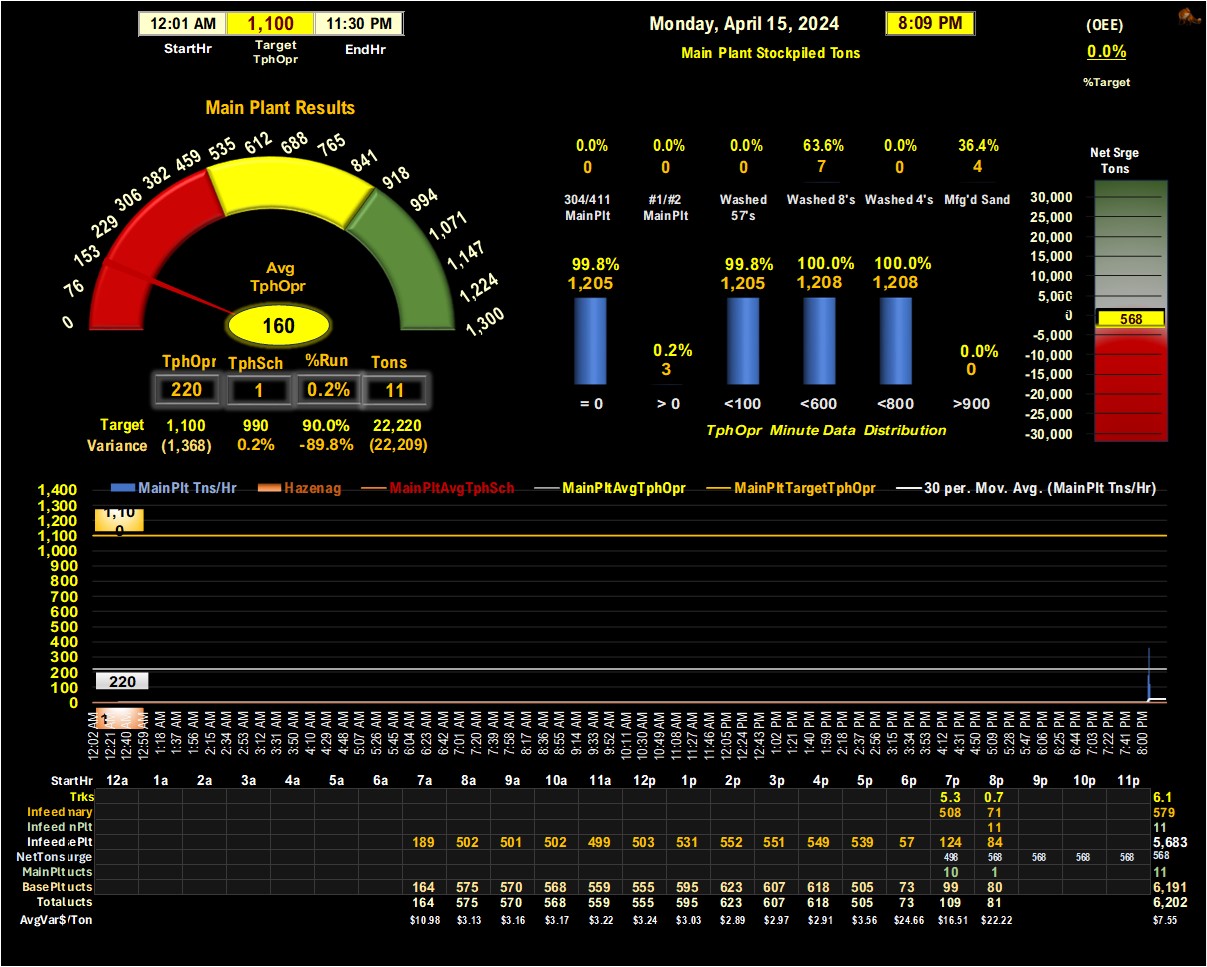 12:01 AM 1,100 11:30 PM
StartHr Target TphOpr EndHr
Monday, April 15, 2024 8:09 PM
Main Plant Stockpiled Tons
(OEE)
0.0%
%Target
Main Plant Results
0 76 153 229 306 382 459 535 612 688 765 841 918 994 1,071 1,147 1,224 1,300
Avg
TphOpr
160
TphOpr TphSch %Run Tons
220 1 0.2% 11
Target 1,100 990 90.0% 22,220
Variance (1,368) 0.2% -89.8% (22,209)
0.0% 0.0% 0.0% 63.6% 0.0% 36.4%
0 0 0 7 0 4
304/411 MainPlt #1/#2 MainPlt Washed 57's Washed 8's Washed 4's Mfg'd Sand
99.8% 99.8% 100.0% 100.0%
1,205 1,205 1,208 1,208
0.2% 0.0%
3 0
= 0 > 0 <100 <600 <800 >900
TphOpr Minute Data Distribution
Net Srge
Tons
30,000
25,000
20,000
15,000
10,000
5,000
0
568
-5,000
-10,000
-15,000
-20,000
-25,000
-30,000
MainPlt Tns/Hr Hazenag MainPltAvgTphSch MainPltAvgTphOpr MainPltTargetTphOpr 30 per. Mov. Avg. (MainPlt Tns/Hr)
1,400
1,300
1,100
1,200
1,100
1,000
900
800
700
600
500
400
300
200
220
100
0
12:02 AM 12:21 AM 12:40 AM 12:59 AM 1:18 AM 1:37 AM 1:56 AM 2:15 AM 2:34 AM 2:53 AM 3:12 AM 3:31 AM 3:50 AM 4:10 AM 4:29 AM 4:48 AM 5:07 AM 5:26 AM 5:45 AM 6:04 AM 6:23 AM 6:42 AM 7:01 AM 7:20 AM 7:39 AM 7:58 AM 8:17 AM 8:36 AM 8:55 AM 9:14 AM 9:33 AM 9:52 AM 10:11 AM 10:30 AM 10:49 AM 11:08 AM 11:27 AM 11:46 AM 12:05 PM 12:24 PM 12:43 PM 1:02 PM 1:21 PM 1:40 PM 1:59 PM 2:18 PM 2:37 PM 2:56 PM 3:15 PM 3:34 PM 3:53 PM 4:12 PM 4:31 PM 4:50 PM 5:09 PM 5:28 PM 5:47 PM 6:06 PM 6:25 PM 6:44 PM 7:03 PM 7:22 PM 7:41 PM 8:00 PM
StartHr 12a 1a 2a 3a 4a 5a 6a 7a 8a 9a 10a 11a 12p 1p 2p 3p 4p 5p 6p 7p 8p 9p 10p 11p
Trks 5.3 0.7 6.1
Infeed mary 508 71 579
Infeed nPlt 11 11
Infeed ePlt 189 502 501 502 499 503 531 552 551 549 539 57 124 84 5,683
NetTons urge 498 568 568 568 568 568
MainPlt ucts 10 1 11
BasePlt ucts 164 575 570 568 559 555 595 623 607 618 505 73 99 80 6,191
Total ucts 164 575 570 568 559 555 595 623 607 618 505 73 109 81 6,202
AvgVar$/Ton $10.98 $3.13 $3.16 $3.17 $3.22 $3.24 $3.03 $2.89 $2.97 $2.91 $3.56 $24.66 $16.51 $22.22 $7.55